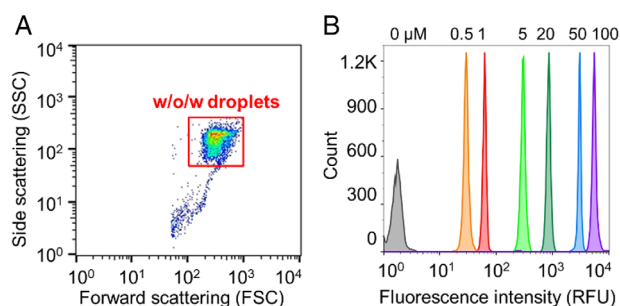 A
Side scattering (SSC)
10⁴
10³
10²
10¹
10⁰
w/o/w droplets
10⁰ 10¹ 10² 10³ 10⁴
Forward scattering (FSC)
B
0 μM 0.5 1 5 20 50 100
Count
1.2K
900
600
300
0
10⁰ 10¹ 10² 10³ 10⁴
Fluorescence intensity (RFU)